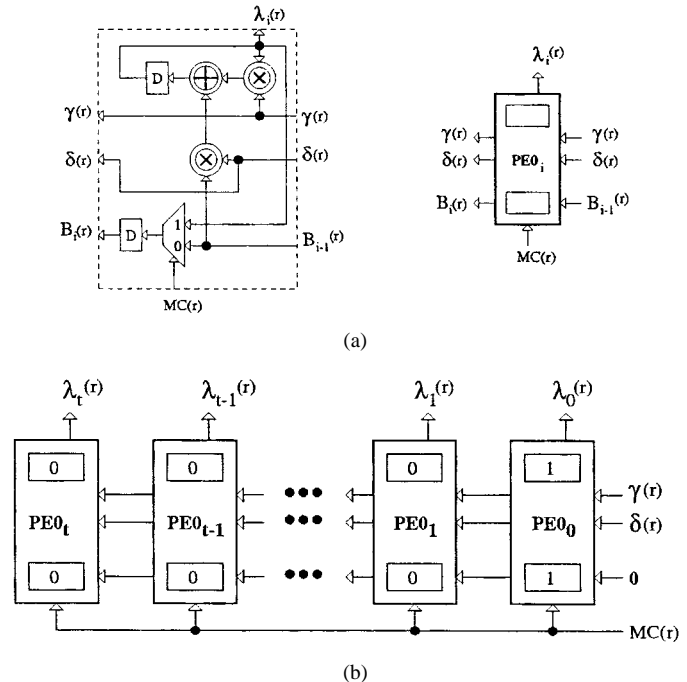 λi(r)
λi(r)
D
γ(r) γ(r)
δ(r) δ(r)
γ(r) γ(r)
δ(r) PE0i δ(r)
Bi(r) D 1 0 Bi-1(r)
Bi(r) Bi-1(r)
MC(r)
MC(r)
(a)
λt(r) λt-1(r) λ1(r) λ0(r)
0 0 0 1
γ(r)
PE0t PE0t-1 PE01 PE00 δ(r)
0 0 0 1 0
MC(r)
(b)